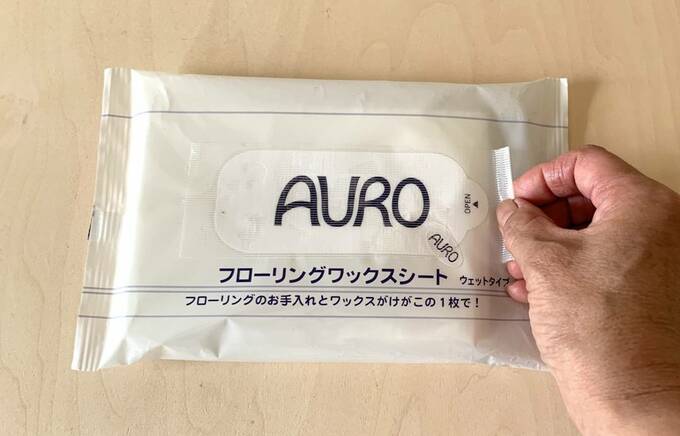 AURO
OPEN
AURO
フローリングワックスシート ウェットタイプ
フローリングのお手入れとワックスがけがこの1枚で!